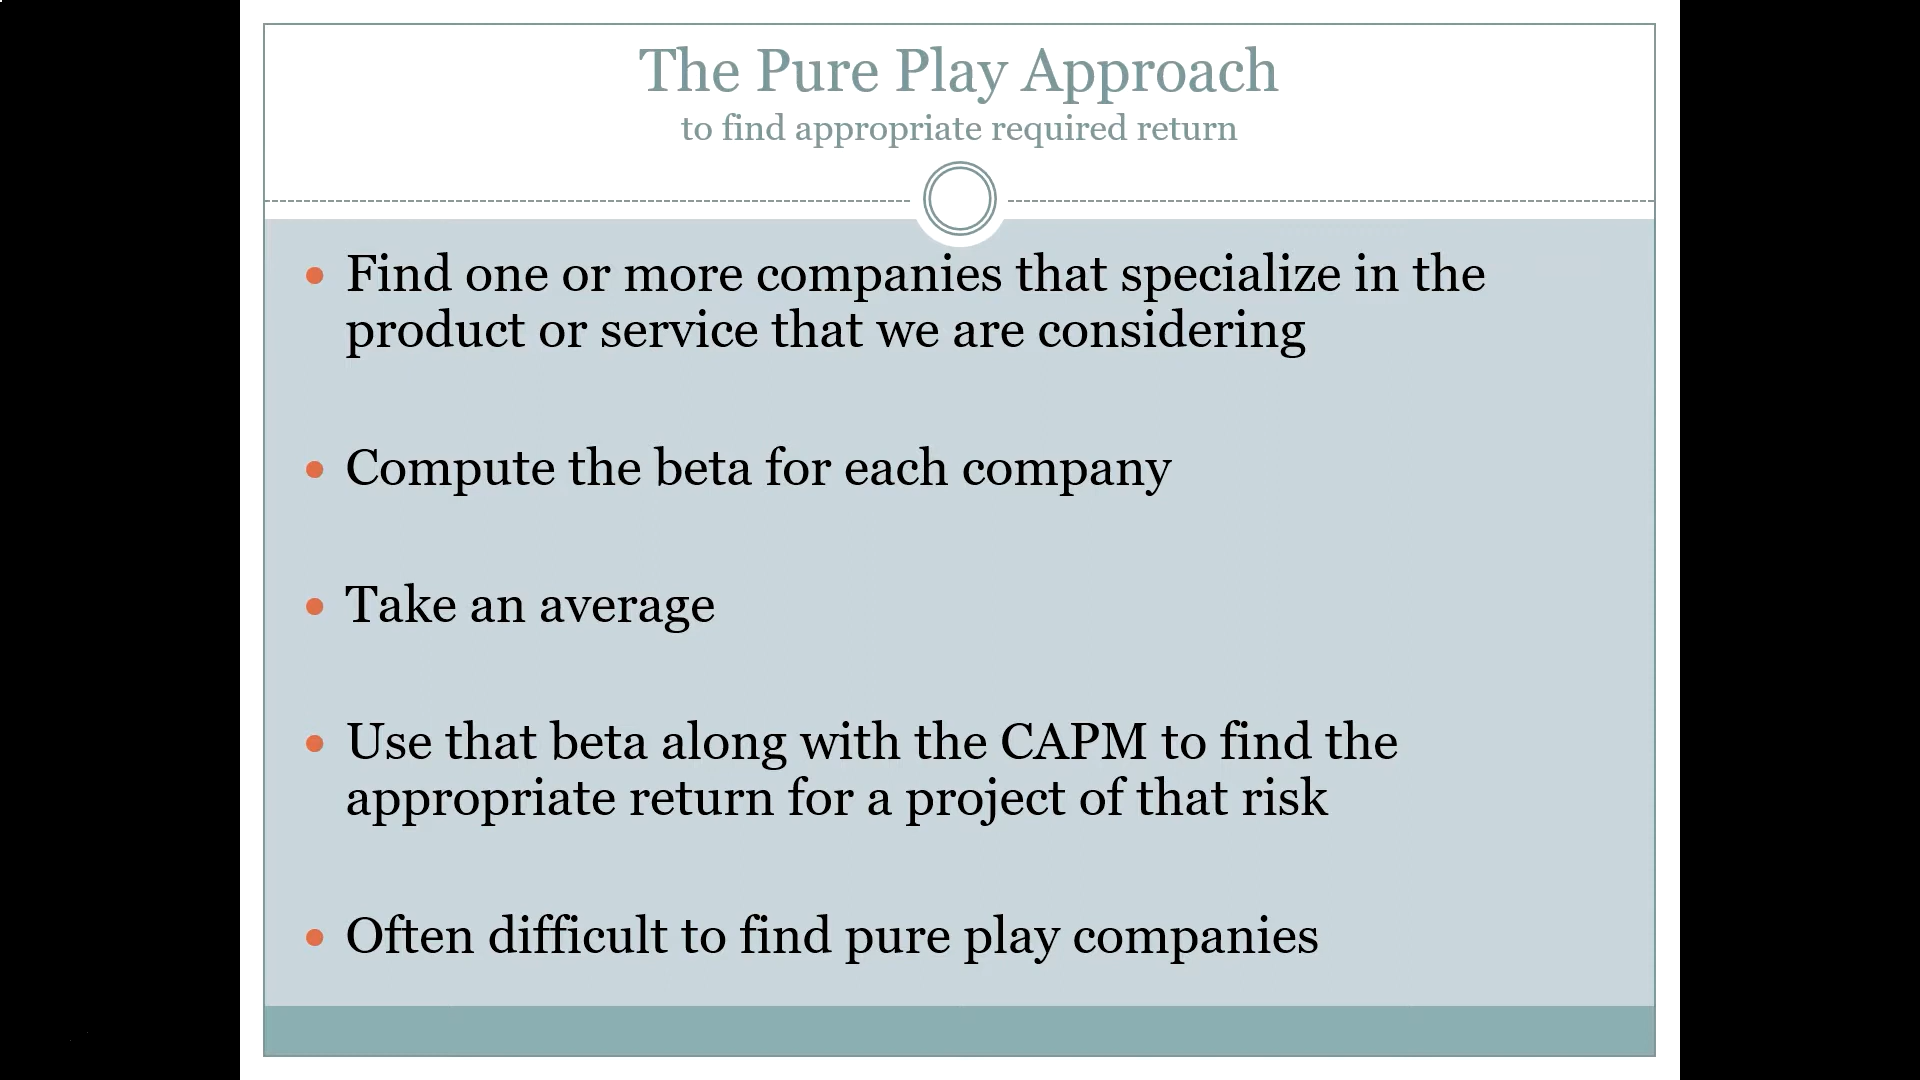 The Pure Play Approach
to find appropriate required return
Find one or more companies that specialize in the
product or service that we are considering
Compute the beta for each company
Take an average
Use that beta along with the CAPM to find the
appropriate return for a project of that risk
Often difficult to find pure play companies